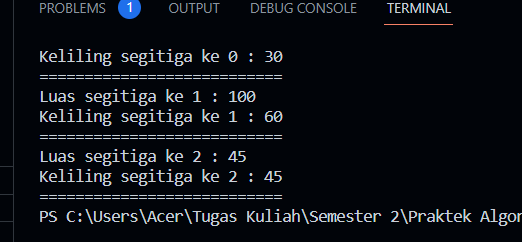 PROBLEMS 1 OUTPUT DEBUG CONSOLE TERMINAL
Keliling segitiga ke 0 : 30
===========================
Luas segitiga ke 1 : 100
Keliling segitiga ke 1 : 60
===========================
Luas segitiga ke 2 : 45
Keliling segitiga ke 2 : 45
===========================
PS C:\Users\Acer\Tugas Kuliah\Semester 2\Praktek Algor